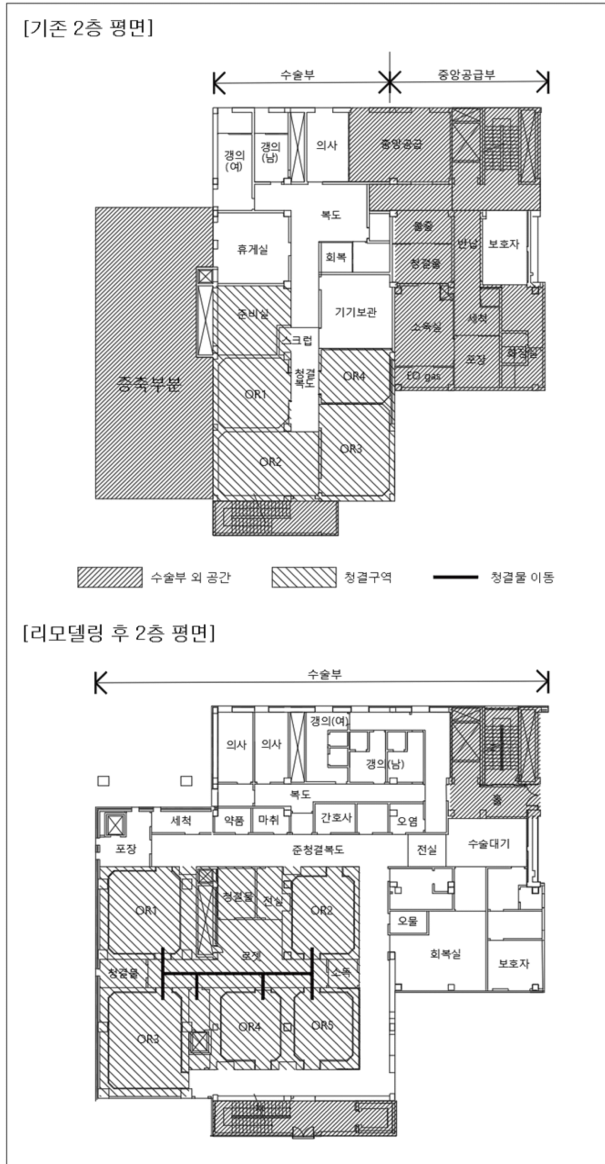 [기존 2층 평면]
수술부
중앙공급부
갱의
(여)
갱의
(남)
의사
중앙공급
복도
휴게실
회복
물품
청결물
반납
보호자
준비실
기기보관
소독실
세척
스크럽
포장
화장실
EO gas
청결
복도
OR1
OR4
OR2
OR3
증축부분
수술부 외 공간
청결구역
청결물 이동
[리모델링 후 2층 평면]
수술부
의사
의사
갱의(여)
갱의(남)
복도
홀
세척
약품
마취
간호사
오염
포장
준청결복도
전실
수술대기
OR1
청결물
전실
OR2
오물
회복실
보호자
로젯
청결물
소독
OR3
OR4
OR5